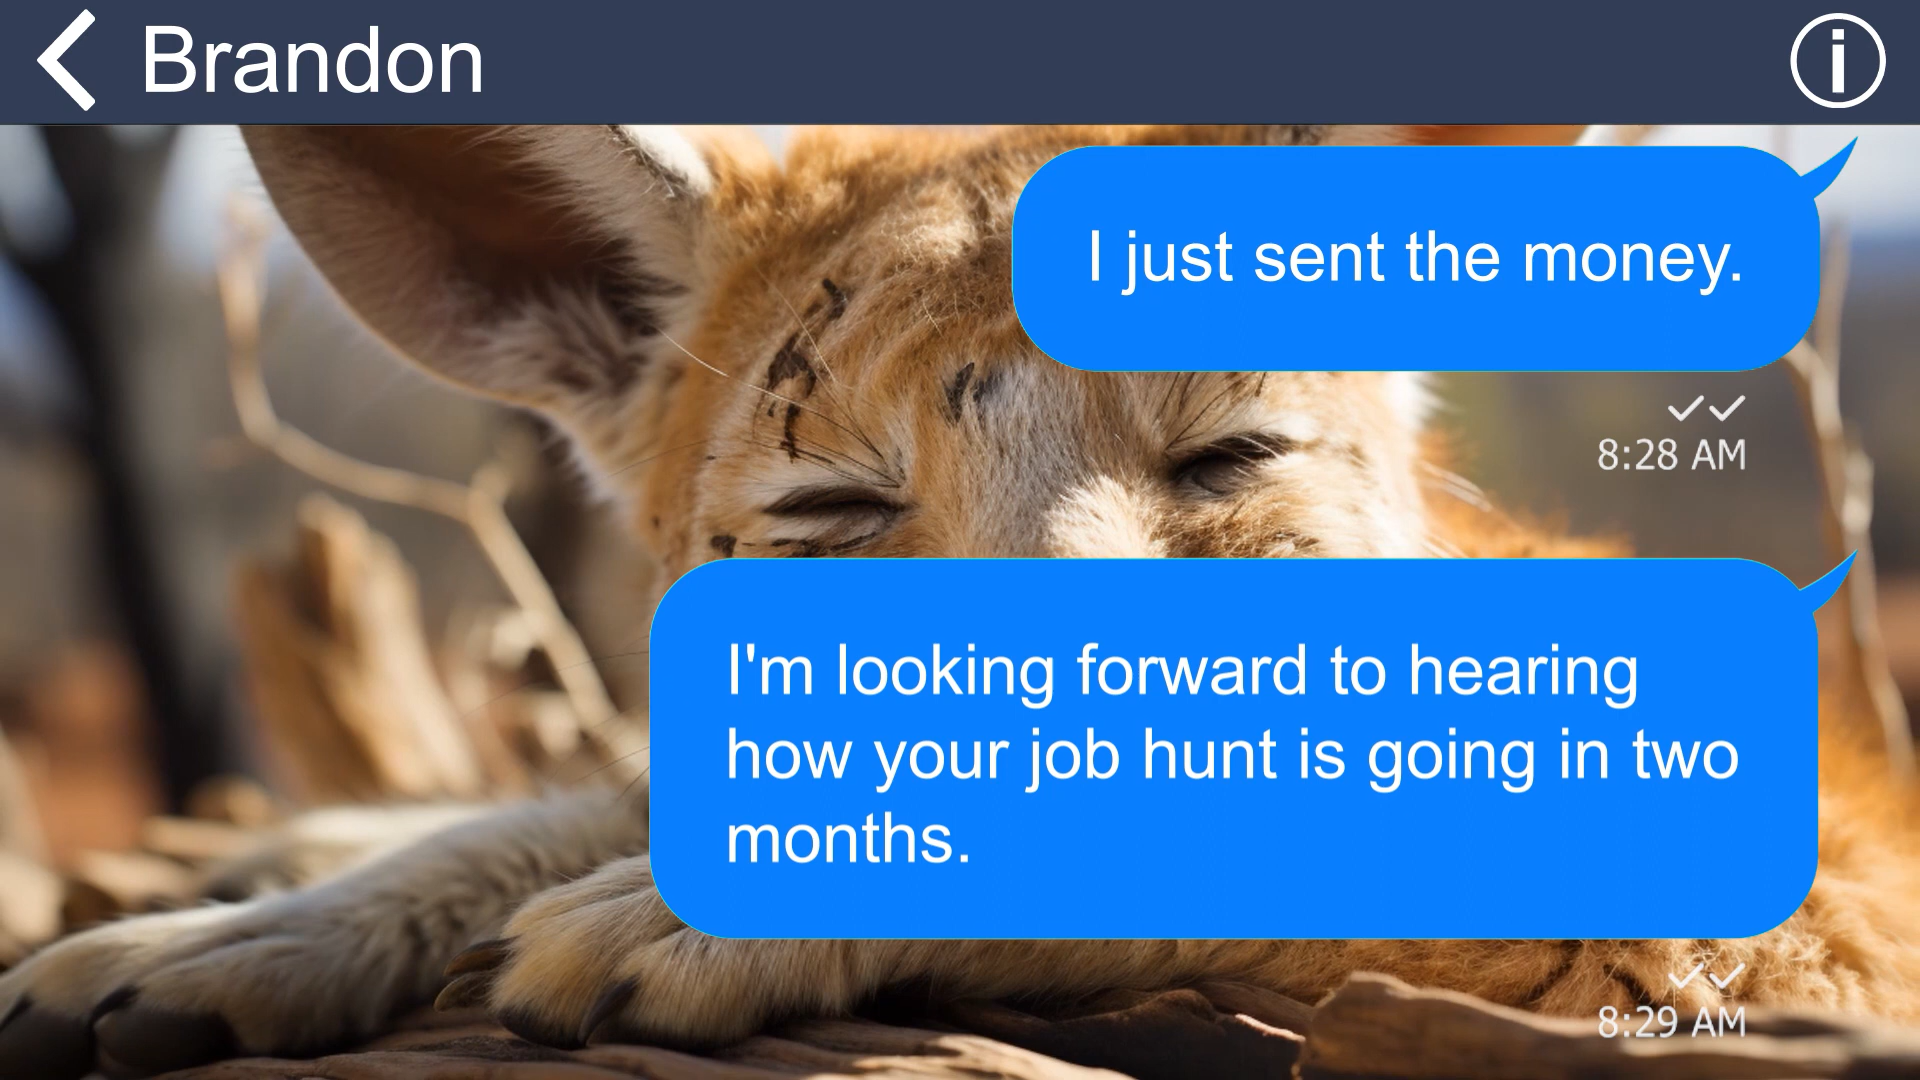 Brandon
I just sent the money.
8:28 AM
I'm looking forward to hearing
how your job hunt is going in two
months.
8:29 AM